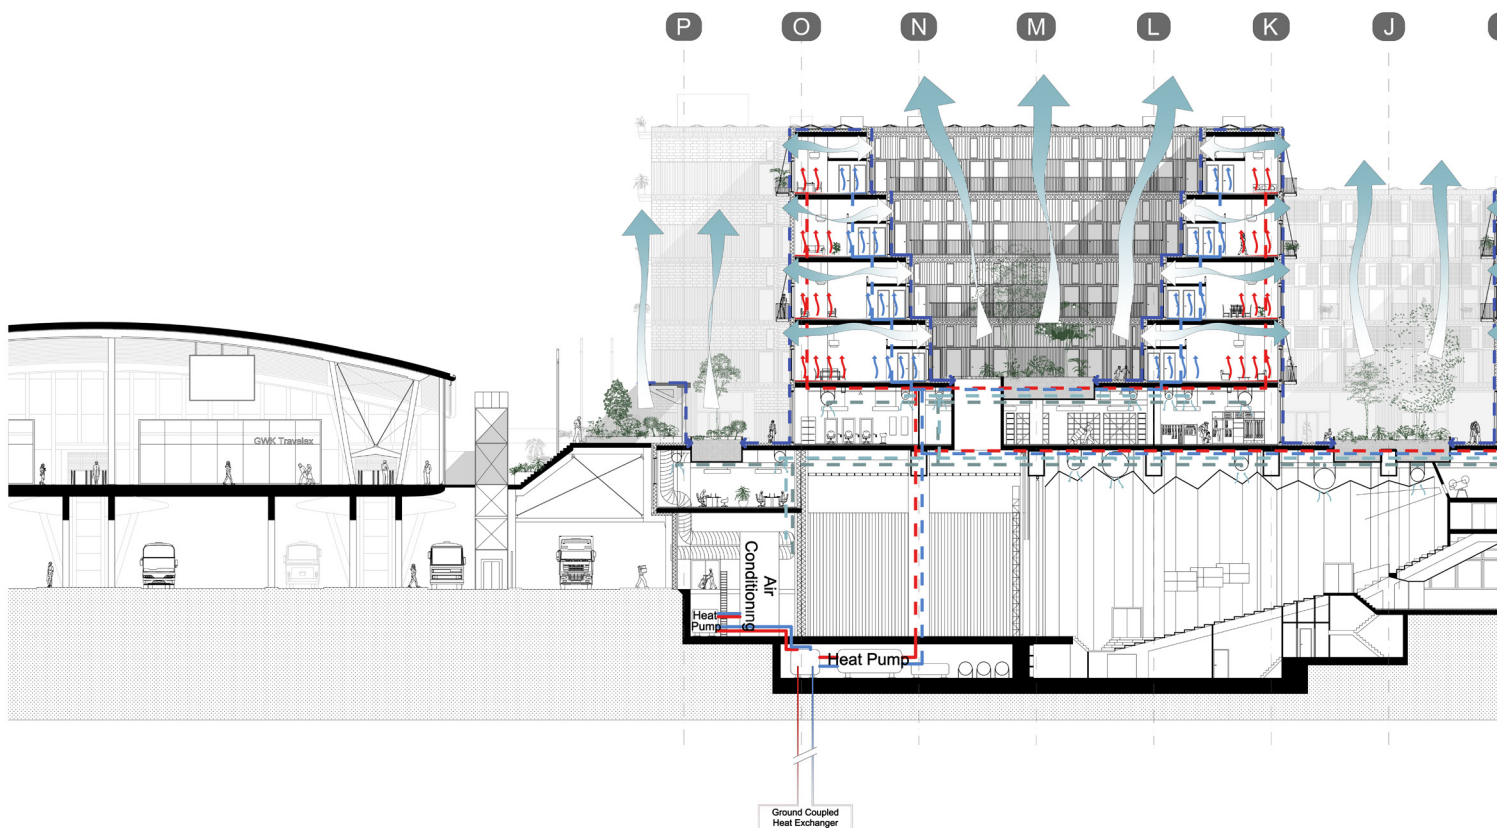 P
O
N
M
L
K
J
GWK Travelex
Air
Conditioning
Heat
Pump
Heat Pump
Ground Coupled
Heat Exchanger